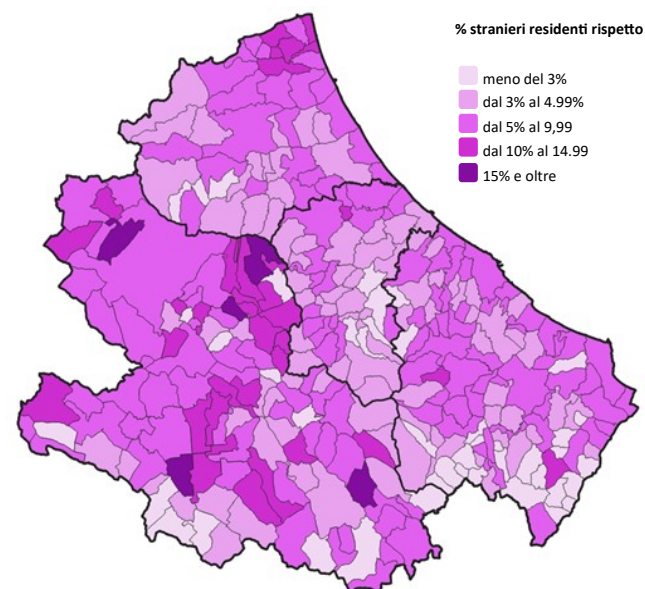 % stranieri residenti rispetto
meno del 3%
dal 3% al 4.99%
dal 5% al 9,99
dal 10% al 14.99
15% e oltre